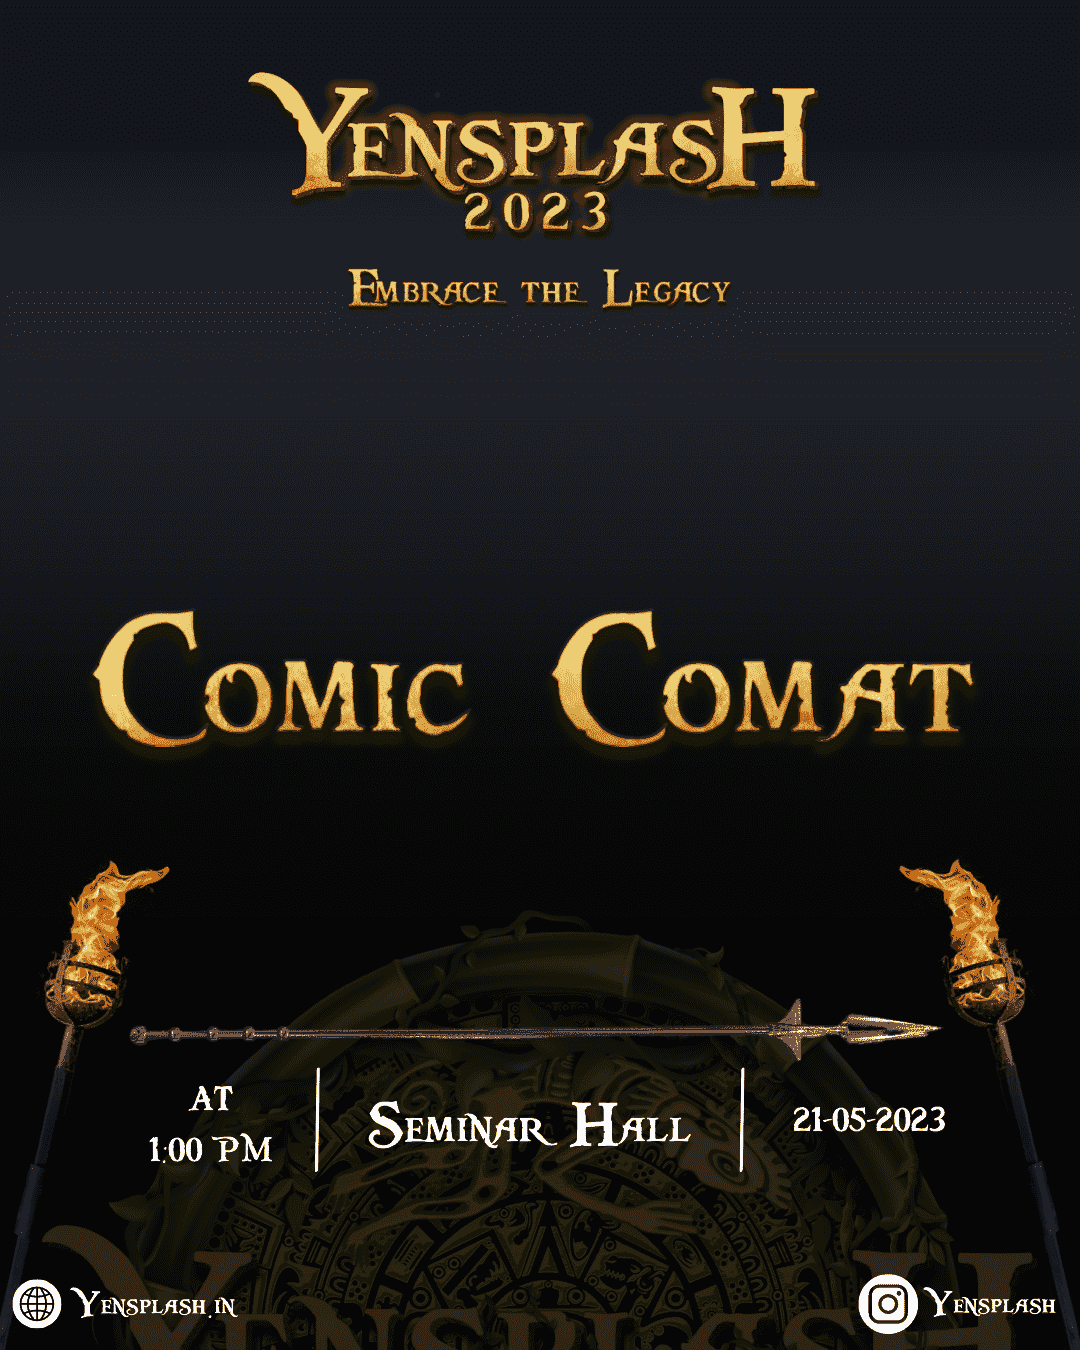 Yensplash
2023
Embrace the Legacy
Comic Comat
AT
1:00 PM
Seminar Hall
21-05-2023
Yensplash.in
Yensplash
Yensplash